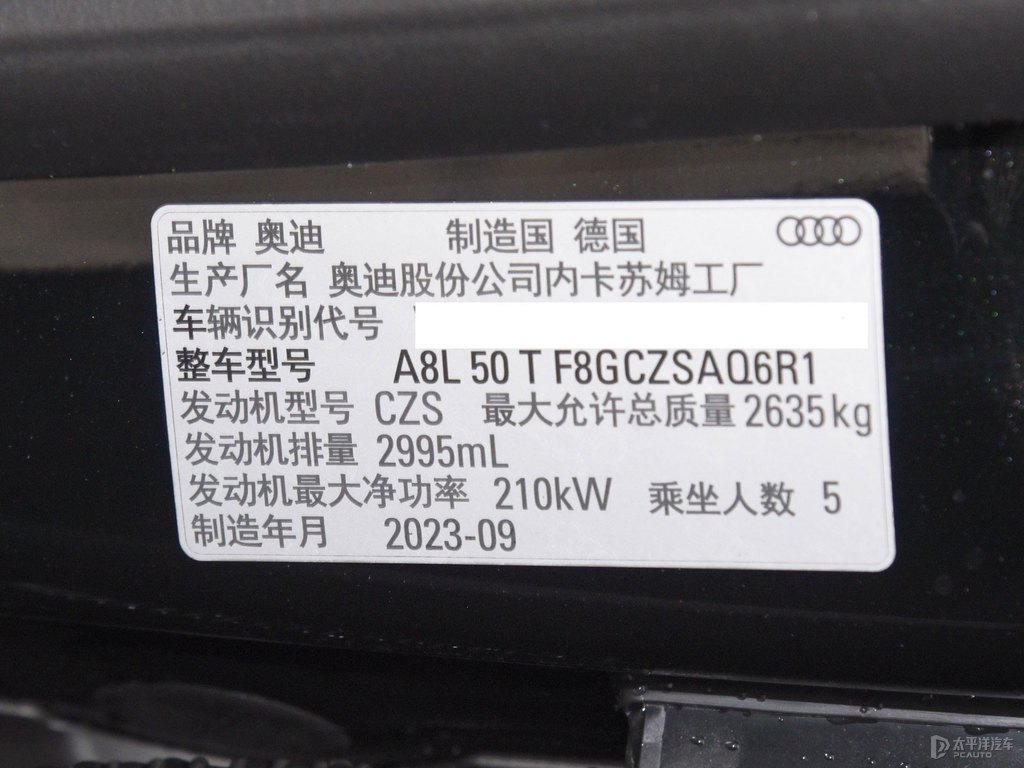 品牌 奥迪 制造国 德国
生产厂名 奥迪股份公司内卡苏姆工厂
车辆识别代号
整车型号 A8L 50 T F8GCZSAQ6R1
发动机型号 CZS 最大允许总质量 2635kg
发动机排量 2995mL
发动机最大净功率 210kW 乘坐人数 5
制造年月 2023-09
太平洋汽车
PCAUTO